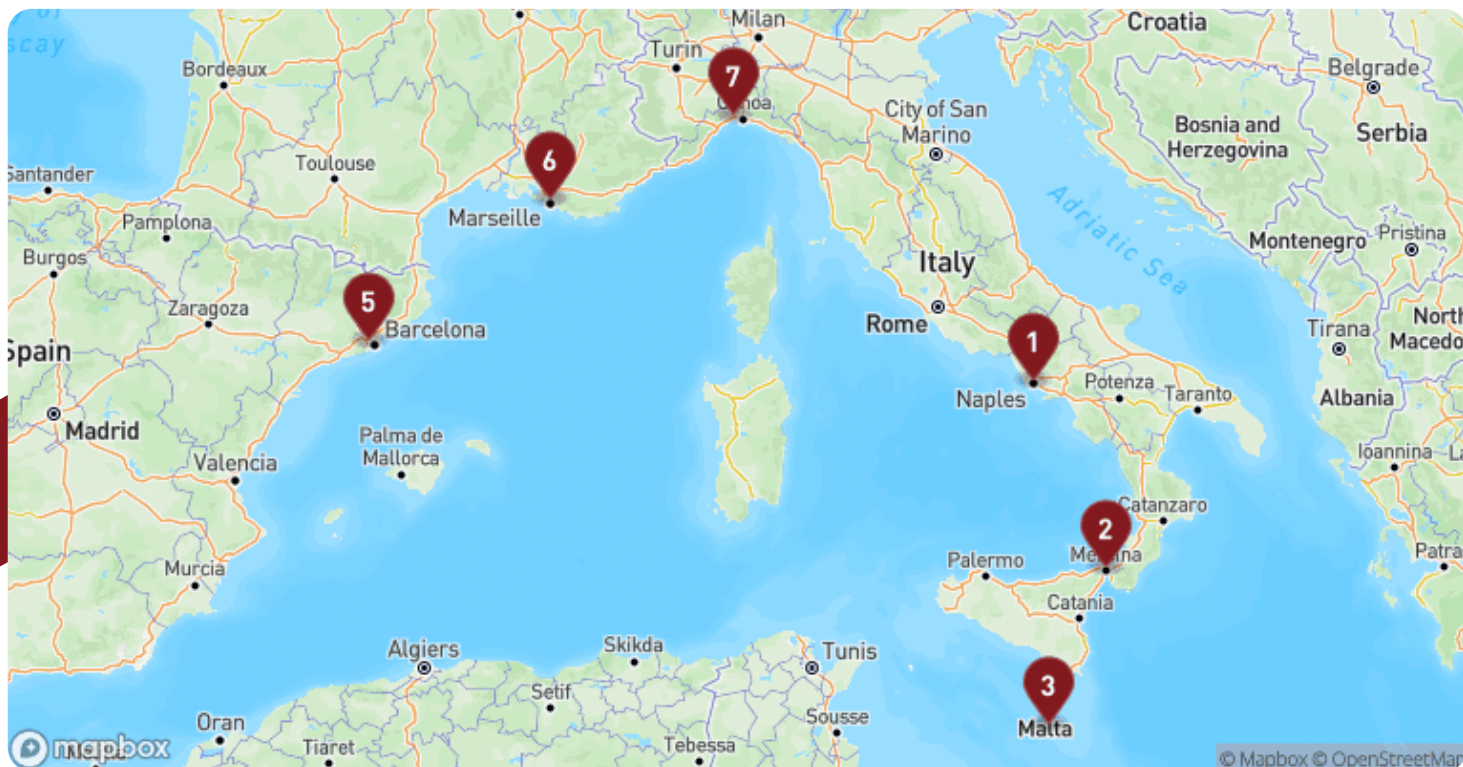 scay
Milan
Croatia
Turin
Bordeaux
7
Belgrade
City of San
Marino
Bosnia and
Herzegovina
Serbia
6
Toulouse
Santander
Marseille
Adriatic Sea
Pamplona
Montenegro
Pristina
Burgos
Italy
5
Zaragoza
Barcelona
Rome
1
Tirana
North
Macedo
Spain
Naples
Potenza
Taranto
Albania
Madrid
Palma de
Mallorca
Valencia
Ioannina
La
2
Catanzaro
Murcia
Palermo
Patra
Catania
Algiers
Skikda
Tunis
Setif
3
Oran
Sousse
Malta
mapbox
Tiaret
Tebessa
© Mapbox © OpenStreetMap